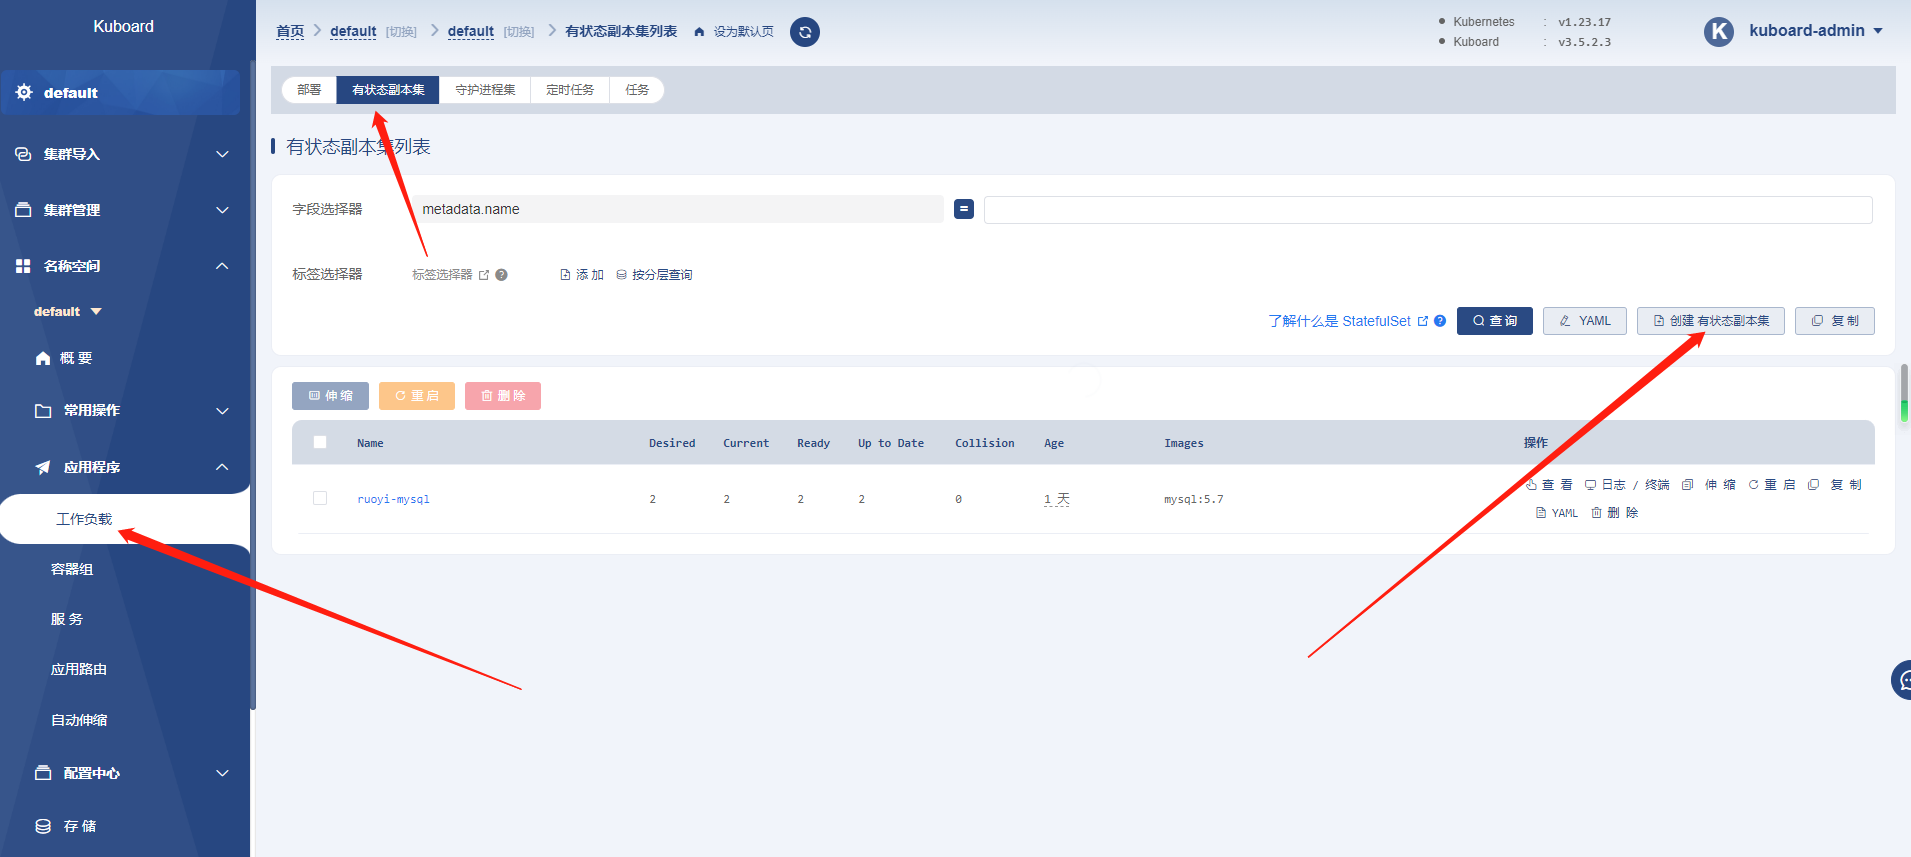 Kuboard
default
集群导入
集群管理
名称空间
default
概 要
常用操作
应用程序
工作负载
容器组
服 务
应用路由
自动伸缩
配置中心
存 储
首页 default [切换] default [切换] 有状态副本集列表 设为默认页
Kubernetes : v1.23.17
Kuboard : v3.5.2.3
K kuboard-admin
部署 有状态副本集 守护进程集 定时任务 任务
有状态副本集列表
字段选择器 metadata.name =
标签选择器 标签选择器 ? 添 加 按分层查询
了解什么是 StatefulSet ? 查 询 YAML 创建 有状态副本集 复 制
伸 缩 重 启 删 除
Name Desired Current Ready Up to Date Collision Age Images 操作
ruoyi-mysql 2 2 2 2 0 1 天 mysql:5.7 查 看 日志 / 终端 伸 缩 重 启 复 制
YAML 删 除